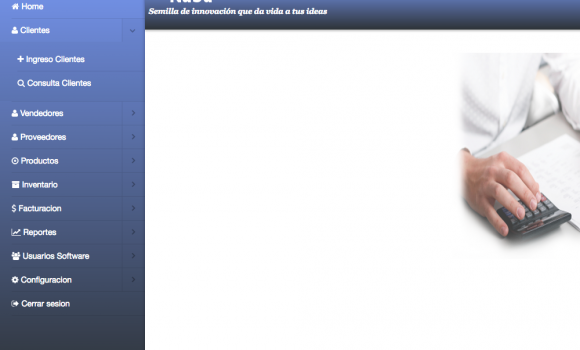 Home
Semilla de innovación que da vida a tus ideas
Clientes
Ingreso Clientes
Consulta Clientes
Vendedores
Proveedores
Productos
Inventario
$ Facturacion
Reportes
Usuarios Software
Configuracion
Cerrar sesion